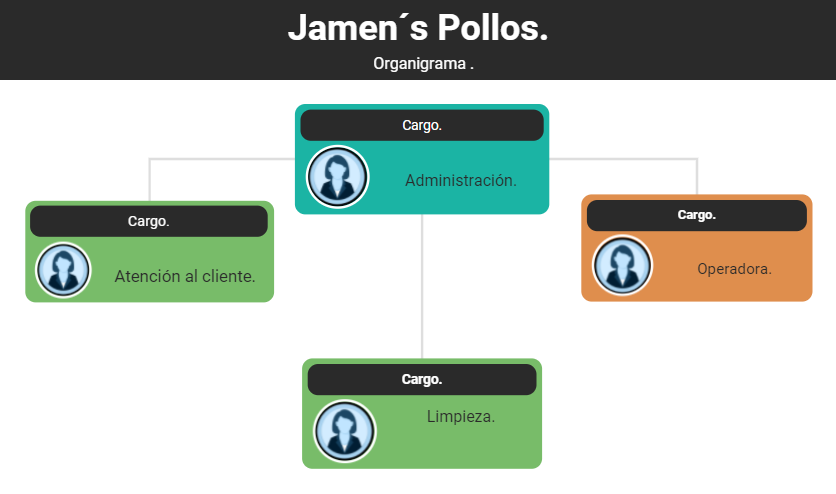 Jamen´s Pollos.
Organigrama .
Cargo.
Administración.
Cargo.
Atención al cliente.
Cargo.
Operadora.
Cargo.
Limpieza.